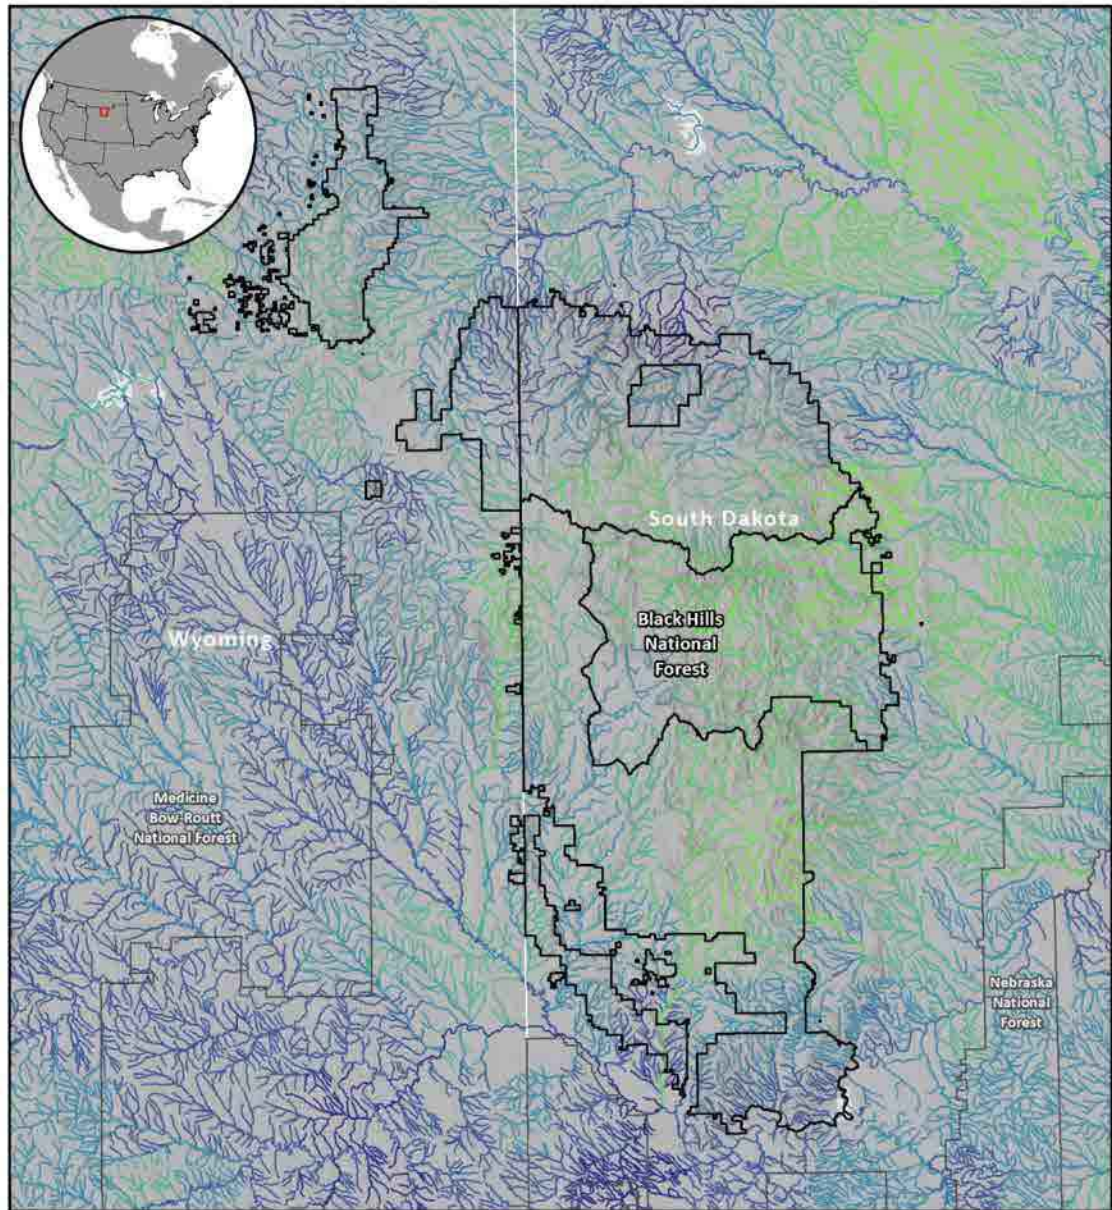 South Dakota
Black Hills
National
Forest
Wyoming
Medicine
Bow-Routt
National Forest
Nebraska
National
Forest